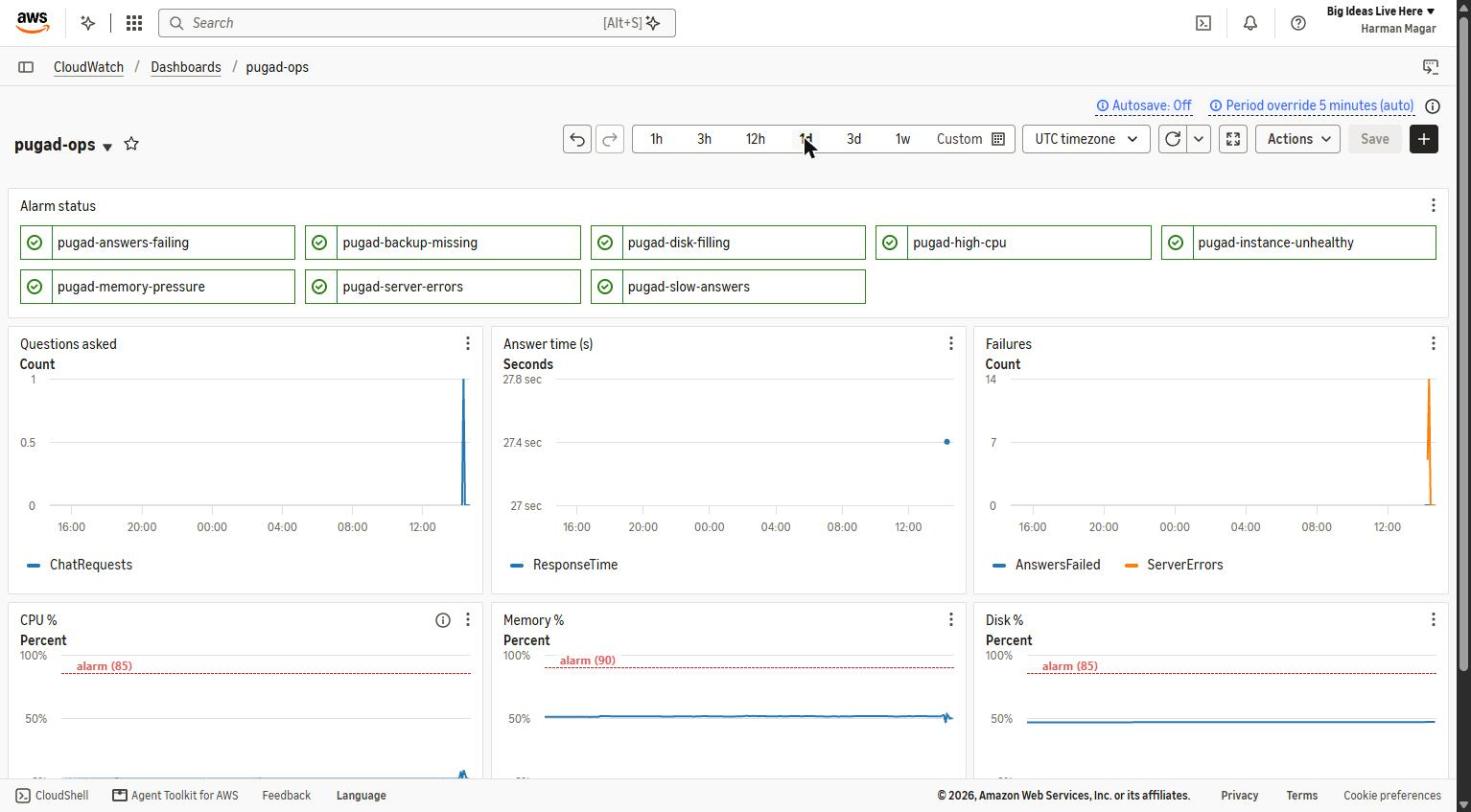 aws
Search
[Alt+S]
Big Ideas Live Here
Harman Magar
CloudWatch / Dashboards / pugad-ops
Autosave: Off
Period override 5 minutes (auto)
pugad-ops
1h 3h 12h 1d 3d 1w Custom
UTC timezone
Actions
Save
Alarm status
pugad-answers-failing
pugad-backup-missing
pugad-disk-filling
pugad-high-cpu
pugad-instance-unhealthy
pugad-memory-pressure
pugad-server-errors
pugad-slow-answers
Questions asked
Count
1
0.5
0
16:00 20:00 00:00 04:00 08:00 12:00
ChatRequests
Answer time (s)
Seconds
27.8 sec
27.4 sec
27 sec
16:00 20:00 00:00 04:00 08:00 12:00
ResponseTime
Failures
Count
14
7
0
16:00 20:00 00:00 04:00 08:00 12:00
AnswersFailed
ServerErrors
CPU %
Percent
100%
alarm (85)
50%
Memory %
Percent
100%
alarm (90)
50%
Disk %
Percent
100%
alarm (85)
50%
CloudShell
Agent Toolkit for AWS
Feedback
Language
© 2026, Amazon Web Services, Inc. or its affiliates.
Privacy
Terms
Cookie preferences